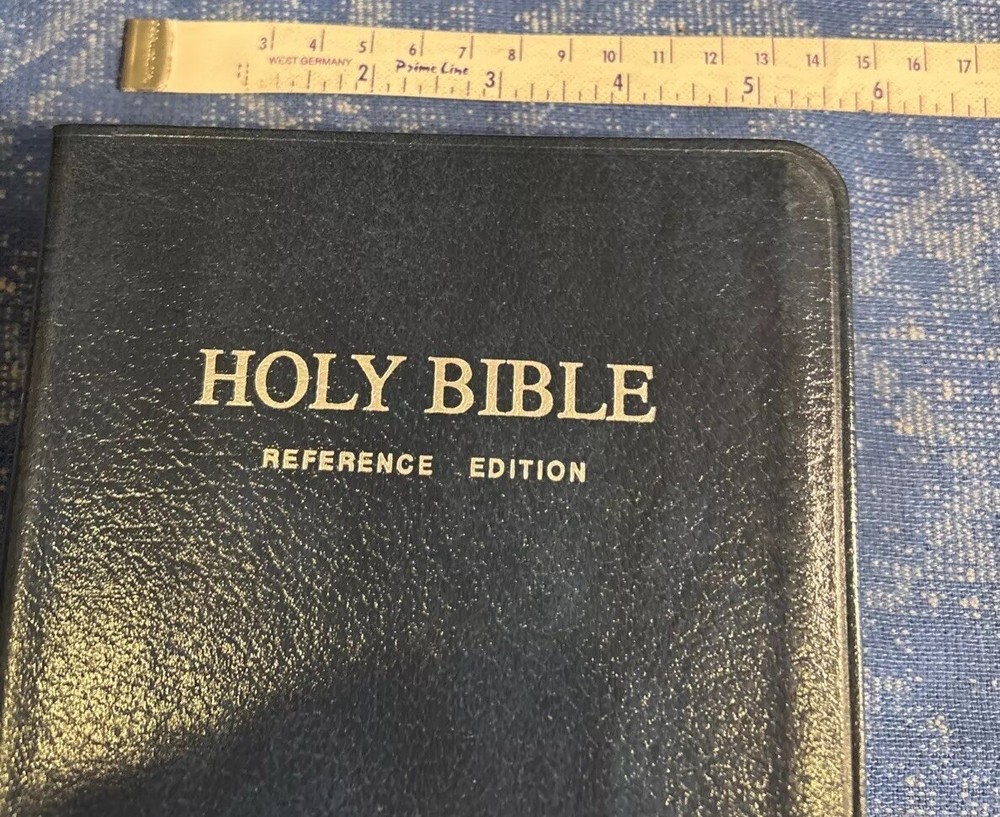 3 4 5 6 7 8 9 10 11 12 13 14 15 16 17
WEST GERMANY Prime Line
2 3 4 5 6
HOLY BIBLE
REFERENCE EDITION